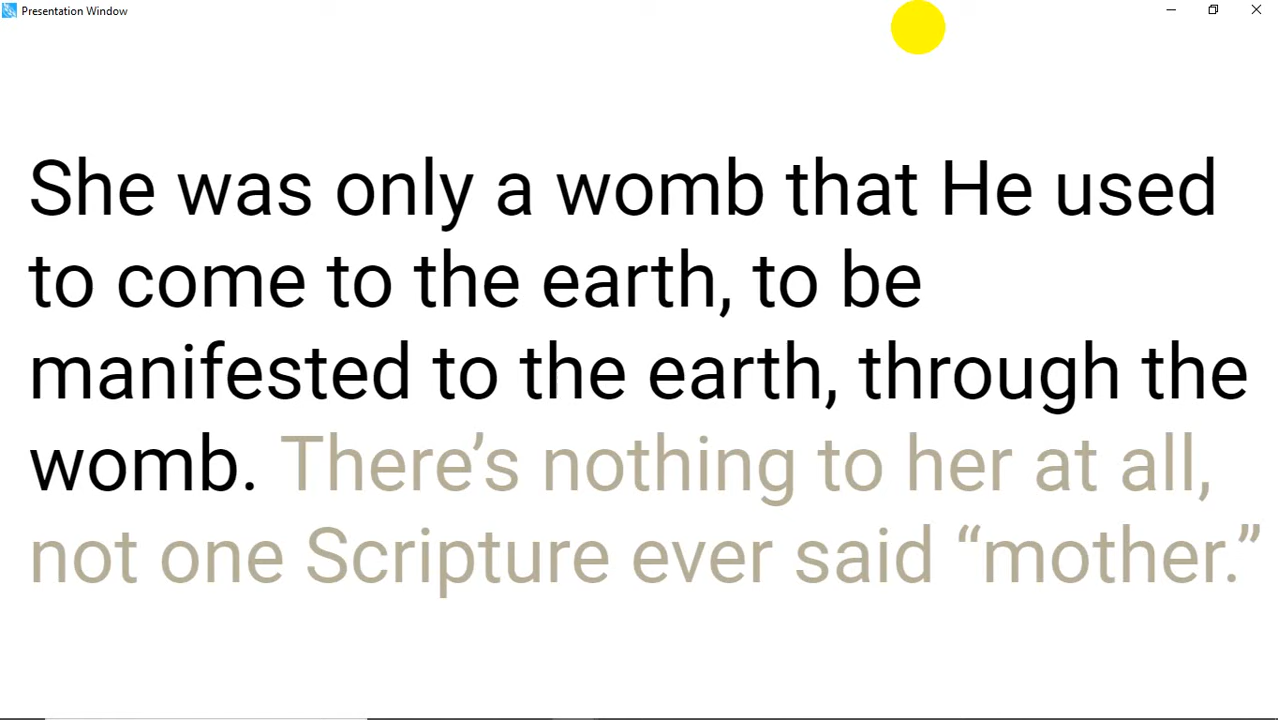 Presentation Window
She was only a womb that He used
to come to the earth, to be
manifested to the earth, through the
womb. There’s nothing to her at all,
not one Scripture ever said “mother.”